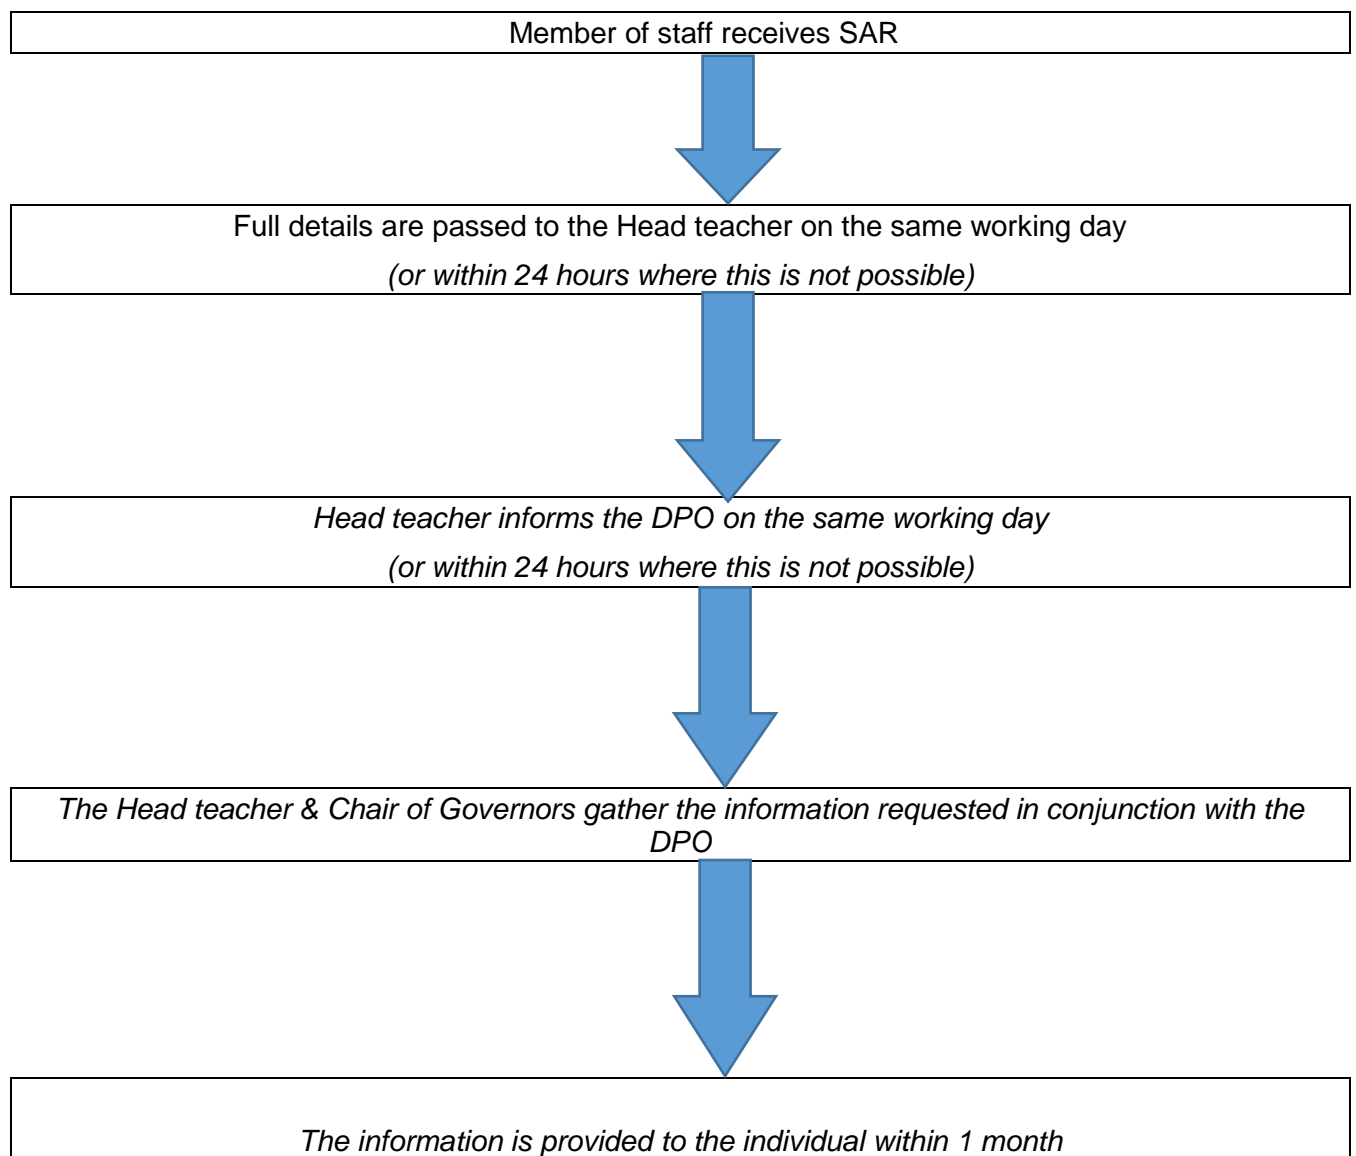 Member of staff receives SAR
Full details are passed to the Head teacher on the same working day
(or within 24 hours where this is not possible)
Head teacher informs the DPO on the same working day
(or within 24 hours where this is not possible)
The Head teacher & Chair of Governors gather the information requested in conjunction with the
DPO
The information is provided to the individual within 1 month